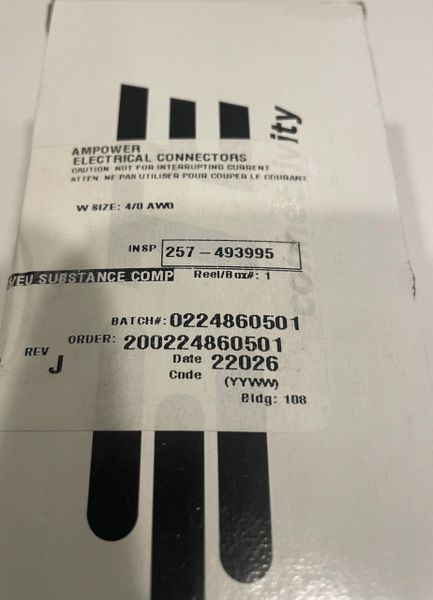 AMPOWER
ELECTRICAL CONNECTORS
CAUTION: NOT FOR INTERRUPTING CURRENT
ATTEN: NE PAS UTILISER POUR COUPER LE COURANT
W SIZE: 4/0 AWG
INSP 257-493995
/EU SUBSTANCE COMP Reel/Box#: 1
BATCH#: 0224860501
ORDER: 200224860501
REV J
Date Code 22026
(YYWW)
Bldg: 108